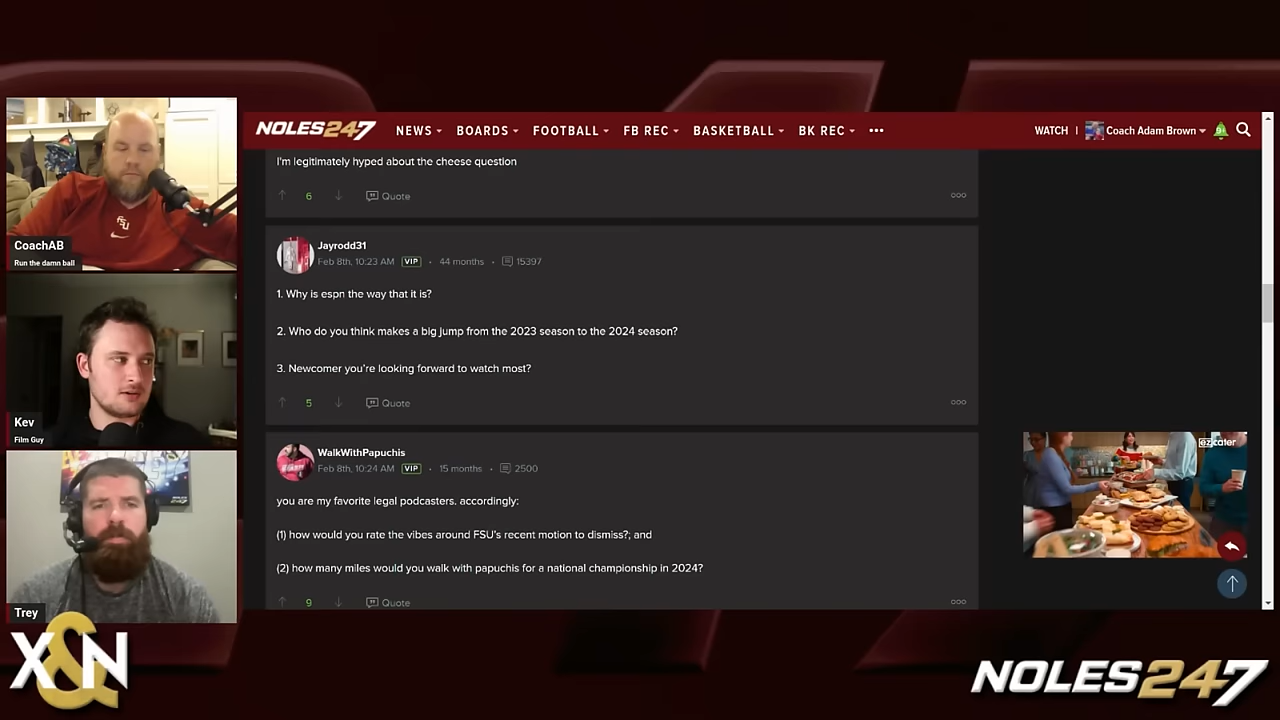 NOLES247
NEWS
BOARDS
FOOTBALL
FB REC
BASKETBALL
BK REC
•••
WATCH | Coach Adam Brown
I'm legitimately hyped about the cheese question
6 Quote
Jayrodd31
Feb 8th, 10:23 AM VIP • 44 months • 15397
1. Why is espn the way that it is?
2. Who do you think makes a big jump from the 2023 season to the 2024 season?
3. Newcomer you're looking forward to watch most?
5 Quote
WalkWithPapuchis
Feb 8th, 10:24 AM VIP • 15 months • 2500
you are my favorite legal podcasters. accordingly:
(1) how would you rate the vibes around FSU's recent motion to dismiss?; and
(2) how many miles would you walk with papuchis for a national championship in 2024?
9 Quote
ezcater
FSU
CoachAB
Run the damn ball
Kev
Film Guy
Trey
X&N
NOLES247